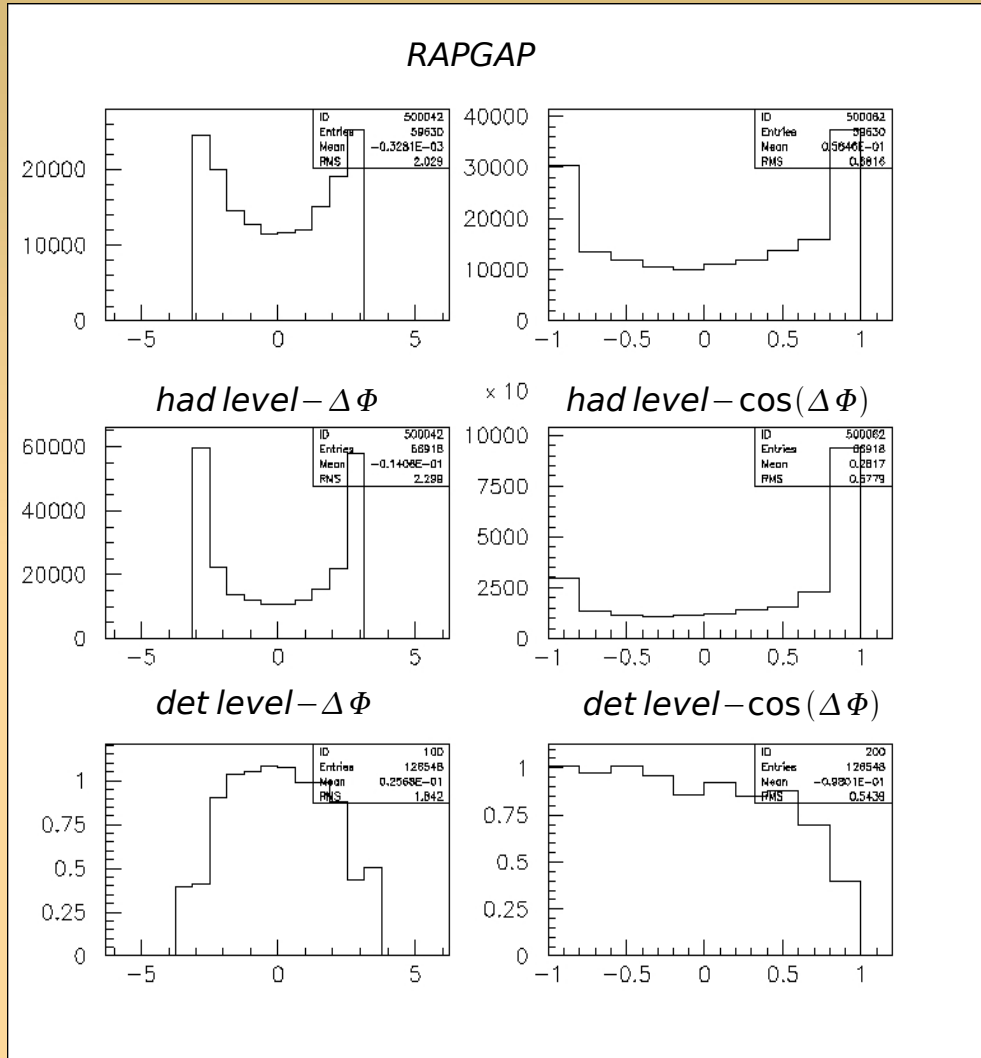 RAPGAP
ID 500042
Entries 59630
Mean -0.3281E-03
RMS 2.029
20000
10000
0
-5 0 5
ID 500062
Entries 59630
Mean 0.5646E-01
RMS 0.6816
40000
30000
20000
10000
0
-1 -0.5 0 0.5 1
had level-ΔΦ
× 10
had level-cos(ΔΦ)
ID 500042
Entries 66918
Mean
RMS 2.299
60000
40000
20000
0
-5 0 5
ID 500062
Entries 66918
Mean 0.2617
RMS 0.6779
10000
7500
5000
2500
0
-1 -0.5 0 0.5 1
det level-ΔΦ
det level-cos(ΔΦ)
ID 100
Entries 126548
Mean 0.2568E-01
RMS 1.842
1
0.75
0.5
0.25
0
-5 0 5
ID 200
Entries 126548
Mean -0.9801E-01
RMS 0.5436
1
0.75
0.5
0.25
0
-1 -0.5 0 0.5 1